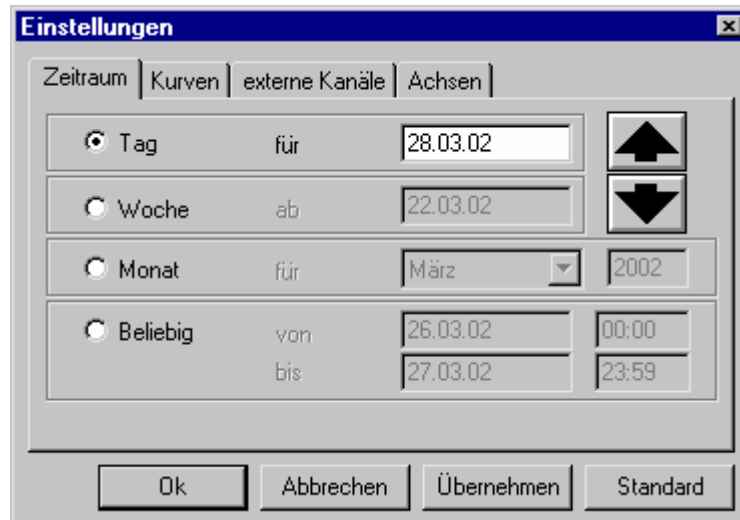 Einstellungen
Zeitraum Kurven externe Kanäle Achsen
Tag für 28.03.02
Woche ab 22.03.02
Monat für März 2002
Beliebig von 26.03.02 00:00
bis 27.03.02 23:59
Ok Abbrechen Übernehmen Standard